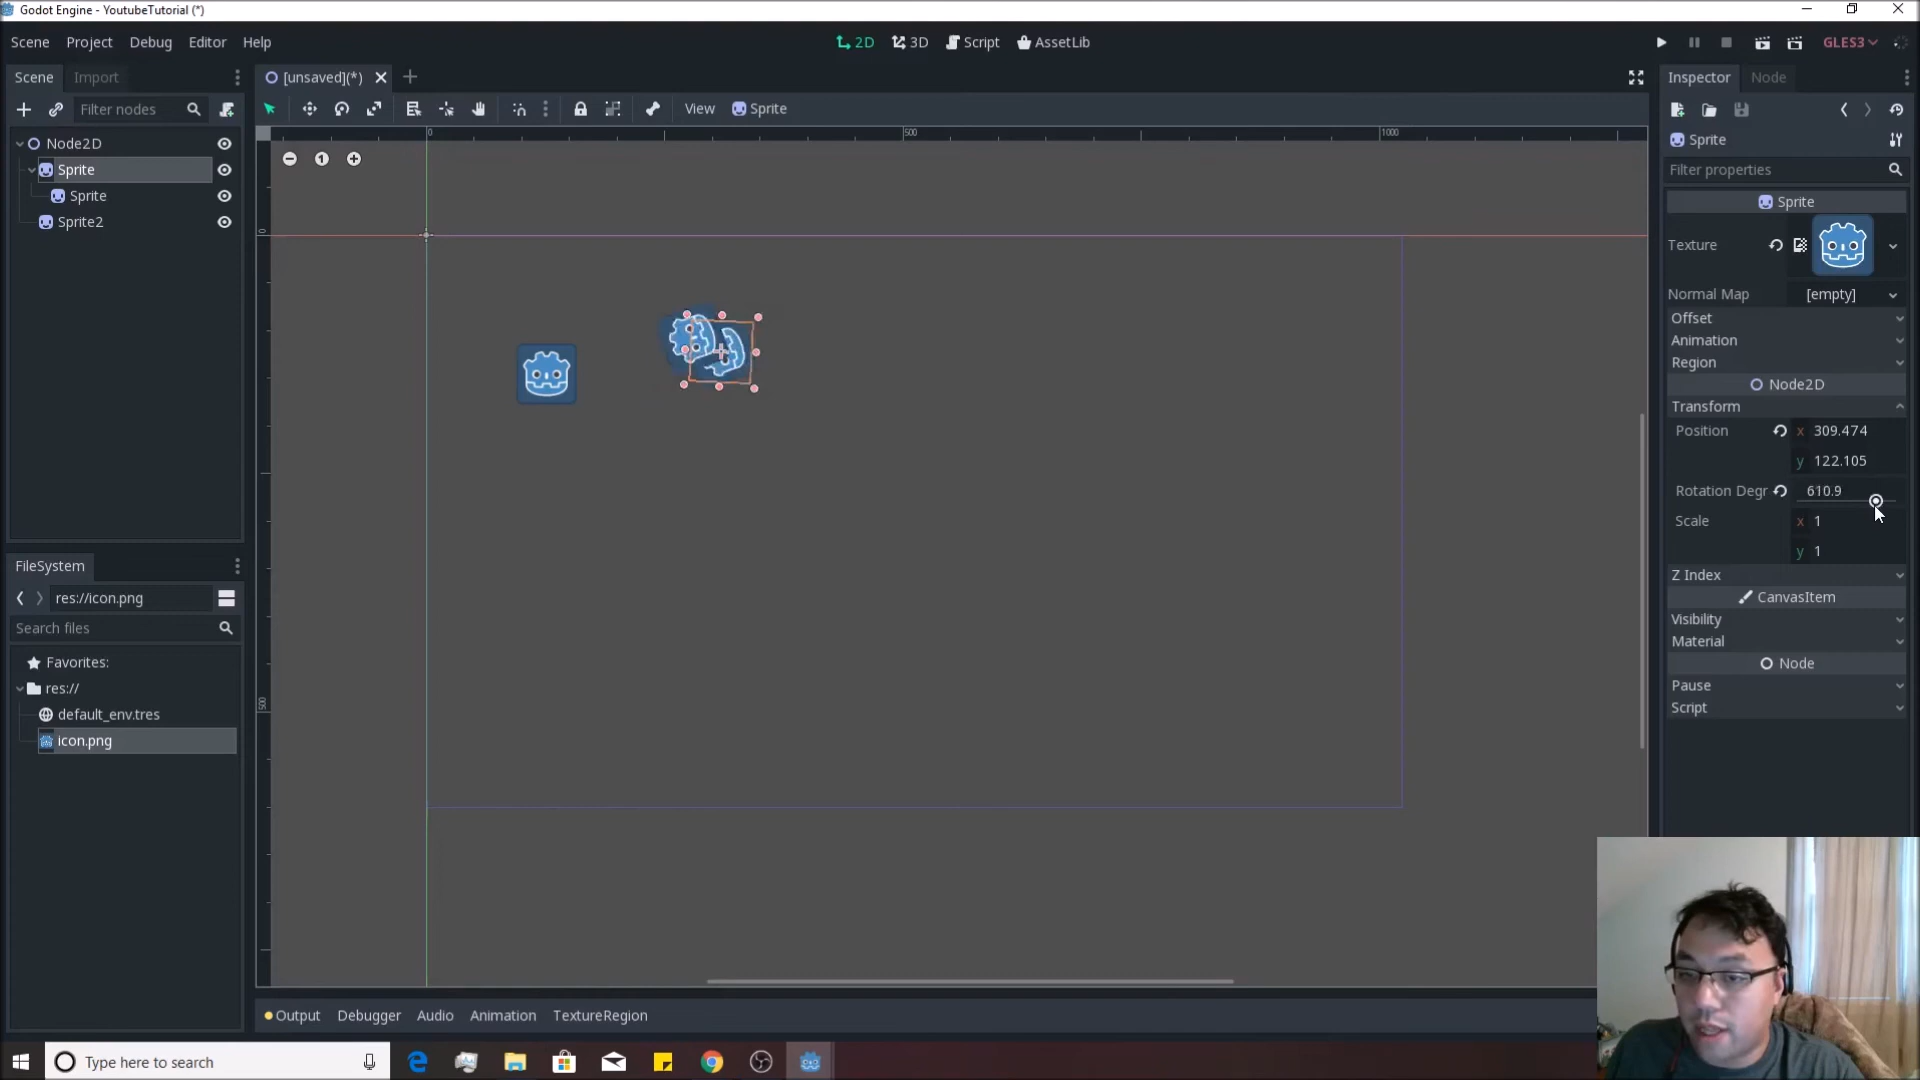 Godot Engine - YoutubeTutorial (*)
Scene Project Debug Editor Help
2D 3D Script AssetLib
GLES3
Scene Import
[unsaved](*)
Inspector Node
Filter nodes
View Sprite
0
500
1000
0
500
1
Node2D
Sprite
Sprite
Sprite2
FileSystem
res://icon.png
Search files
Favorites:
res://
default_env.tres
icon.png
Sprite
Filter properties
Sprite
Texture
Normal Map [empty]
Offset
Animation
Region
Node2D
Transform
Position x 309.474
y 122.105
Rotation Degr 610.9
Scale x 1
y 1
Z Index
CanvasItem
Visibility
Material
Node
Pause
Script
Output Debugger Audio Animation TextureRegion
Type here to search